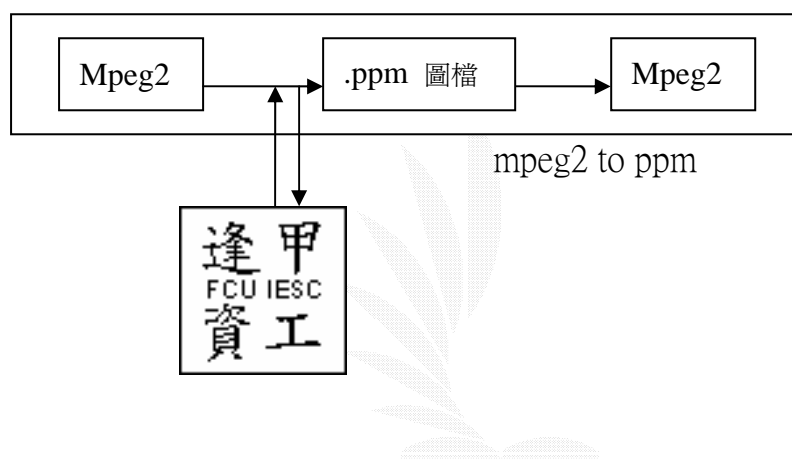 Mpeg2
.ppm 圖檔
Mpeg2
mpeg2 to ppm
逢甲
FCU IESC
資工